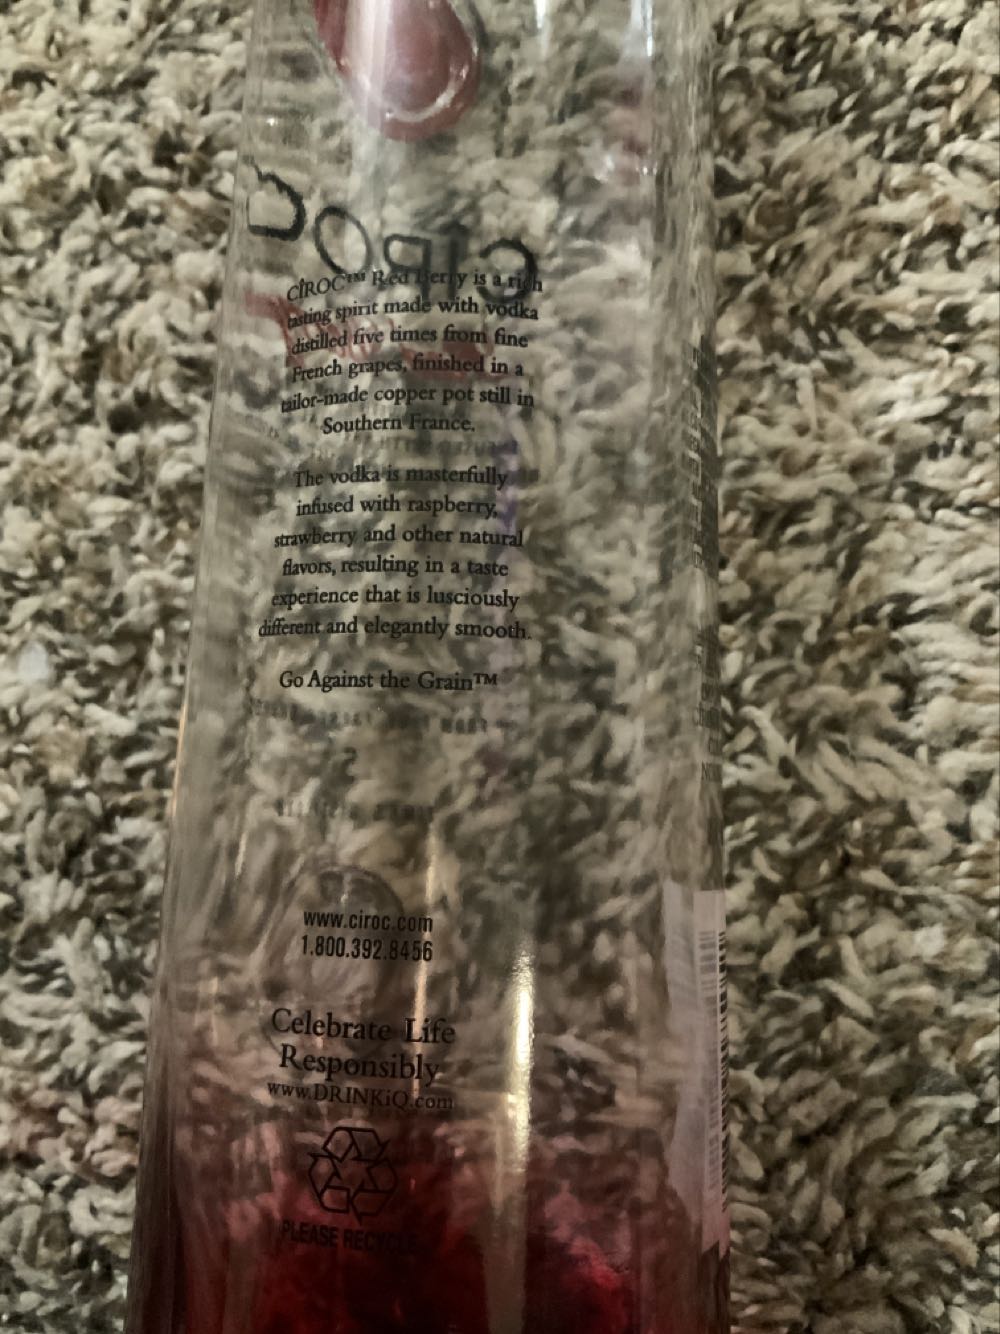 CÎROC™ Red Berry is a rich
tasting spirit made with vodka
distilled five times from fine
French grapes, finished in a
tailor-made copper pot still in
Southern France.
The vodka is masterfully
infused with raspberry,
strawberry and other natural
flavors, resulting in a taste
experience that is lusciously
different and elegantly smooth.
Go Against the Grain™
www.ciroc.com
1.800.392.8456
Celebrate Life
Responsibly
www.DRINKiQ.com
PLEASE RECYCLE
CÎROC